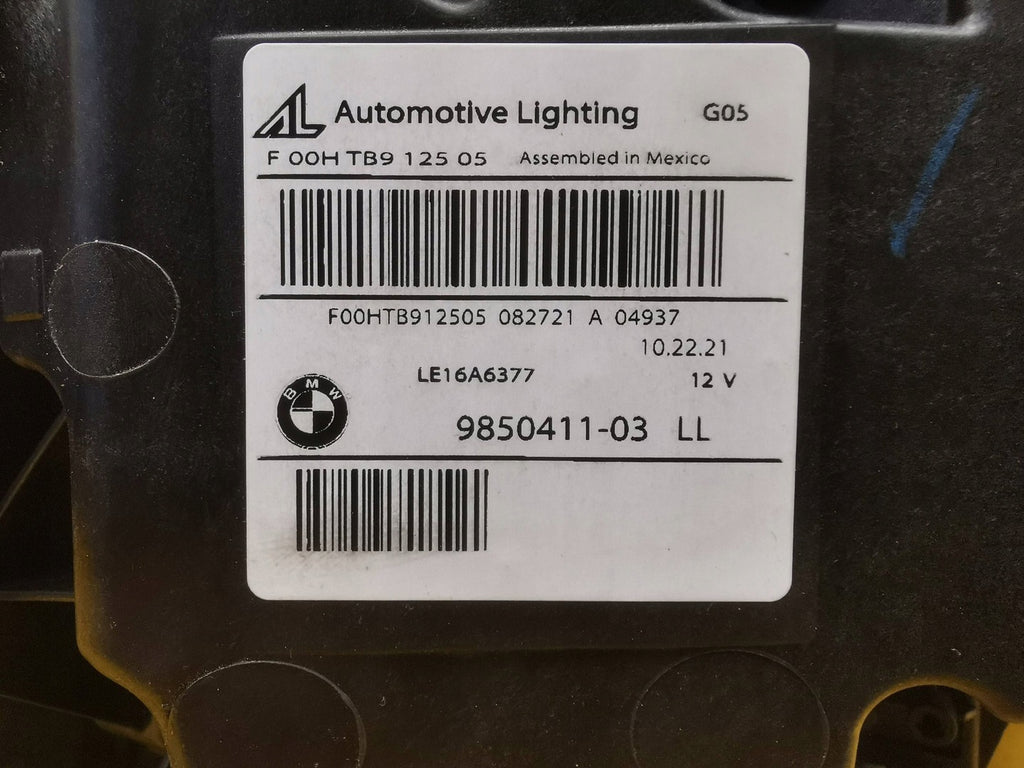 AL Automotive Lighting G05
F 00H TB9 125 05 Assembled in Mexico
F00HTB912505 082721 A 04937
10.22.21
LE16A6377 12 V
BMW
9850411-03 LL